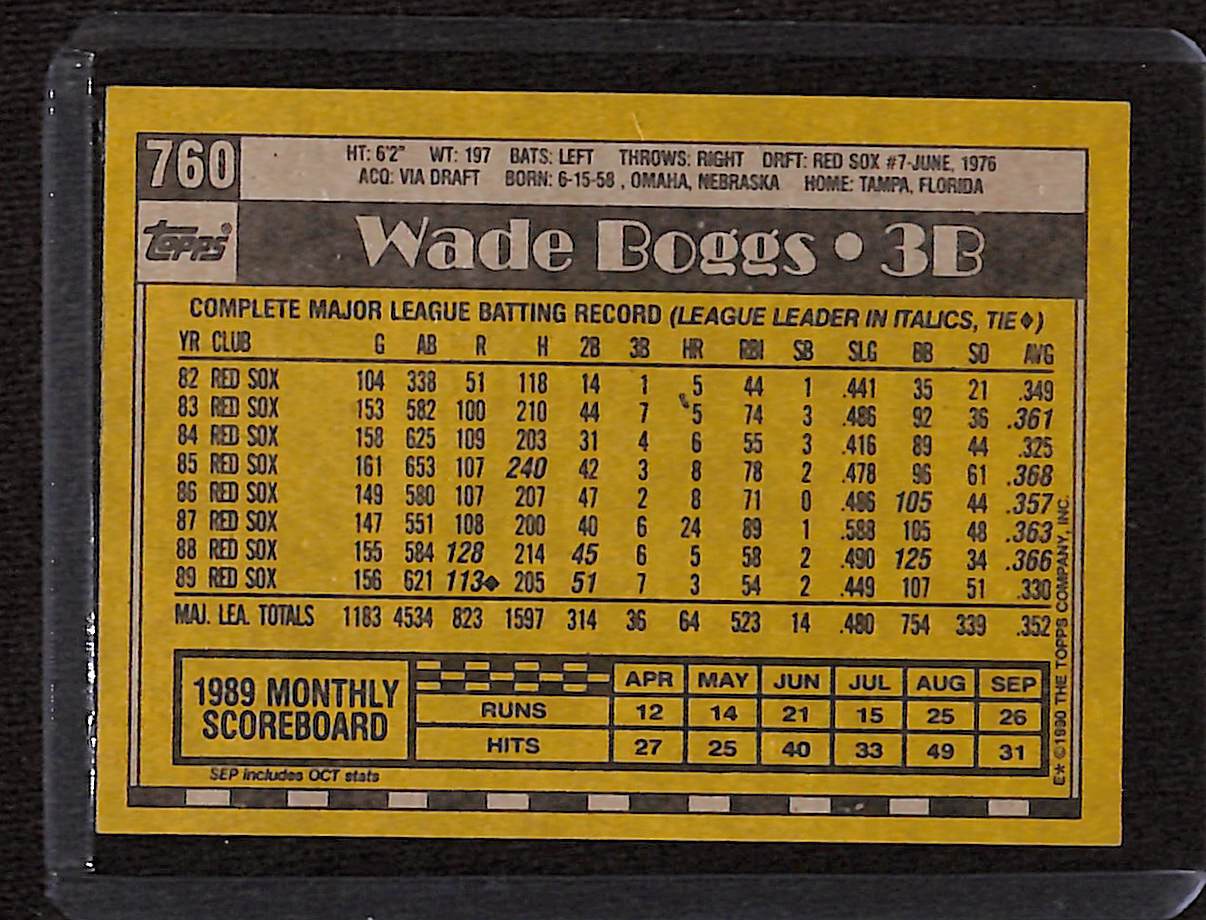 760
HT: 6'2" WT: 197 BATS: LEFT THROWS: RIGHT DRFT: RED SOX #7-JUNE, 1976
ACQ: VIA DRAFT BORN: 6-15-58 , OMAHA, NEBRASKA HOME: TAMPA, FLORIDA
topps®
Wade Boggs • 3B
COMPLETE MAJOR LEAGUE BATTING RECORD (LEAGUE LEADER IN ITALICS, TIE◆)
YR CLUB G AB R H 2B 3B HR RBI SB SLG BB SO AVG
82 RED SOX 104 338 51 118 14 1 5 44 1 .441 35 21 .349
83 RED SOX 153 582 100 210 44 7 5 74 3 .486 92 36 .361
84 RED SOX 158 625 109 203 31 4 6 55 3 .416 89 44 .325
85 RED SOX 161 653 107 240 42 3 8 78 2 .478 96 61 .368
86 RED SOX 149 580 107 207 47 2 8 71 0 .486 105 44 .357
87 RED SOX 147 551 108 200 40 6 24 89 1 .588 105 48 .363
88 RED SOX 155 584 128 214 45 6 5 58 2 .490 125 34 .366
89 RED SOX 156 621 113◆ 205 51 7 3 54 2 .449 107 51 .330
MAJ. LEA. TOTALS 1183 4534 823 1597 314 36 64 523 14 .480 754 339 .352
1989 MONTHLY
SCOREBOARD
APR MAY JUN JUL AUG SEP
RUNS 12 14 21 15 25 26
HITS 27 25 40 33 49 31
SEP includes OCT stats
E* ©1990 THE TOPPS COMPANY, INC.